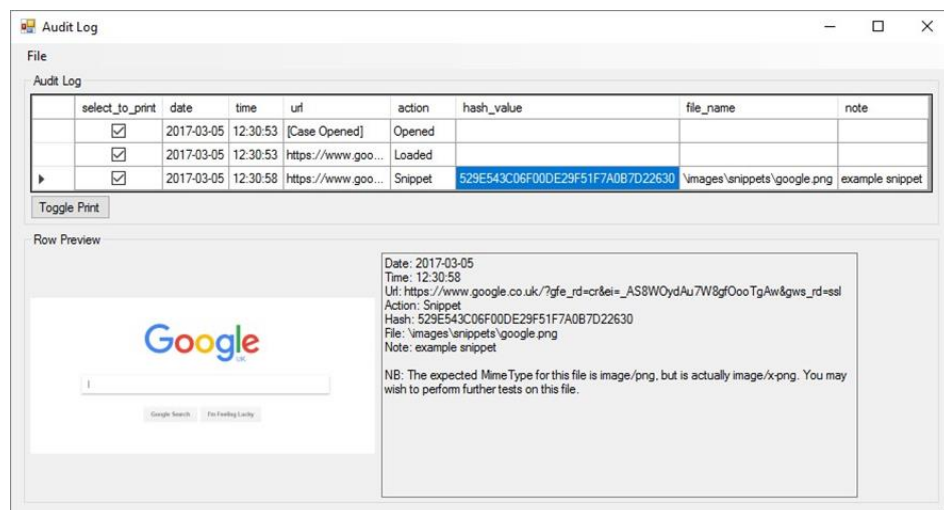 Audit Log
File
Audit Log
select_to_print date time url action hash_value file_name note
2017-03-05 12:30:53 [Case Opened] Opened
2017-03-05 12:30:53 https://www.goo... Loaded
2017-03-05 12:30:58 https://www.goo... Snippet 529E543C06F00DE29F51F7A0B7D22630 \images\snippets\google.png example snippet
Toggle Print
Row Preview
Google
UK
Google Search I'm Feeling Lucky
Date: 2017-03-05
Time: 12:30:58
Url: https://www.google.co.uk/?gfe_rd=cr&ei=_AS8WOydAu7W8gfOooTgAw&gws_rd=ssl
Action: Snippet
Hash: 529E543C06F00DE29F51F7A0B7D22630
File: \images\snippets\google.png
Note: example snippet
NB: The expected MimeType for this file is image/png, but is actually image/x-png. You may
wish to perform further tests on this file.